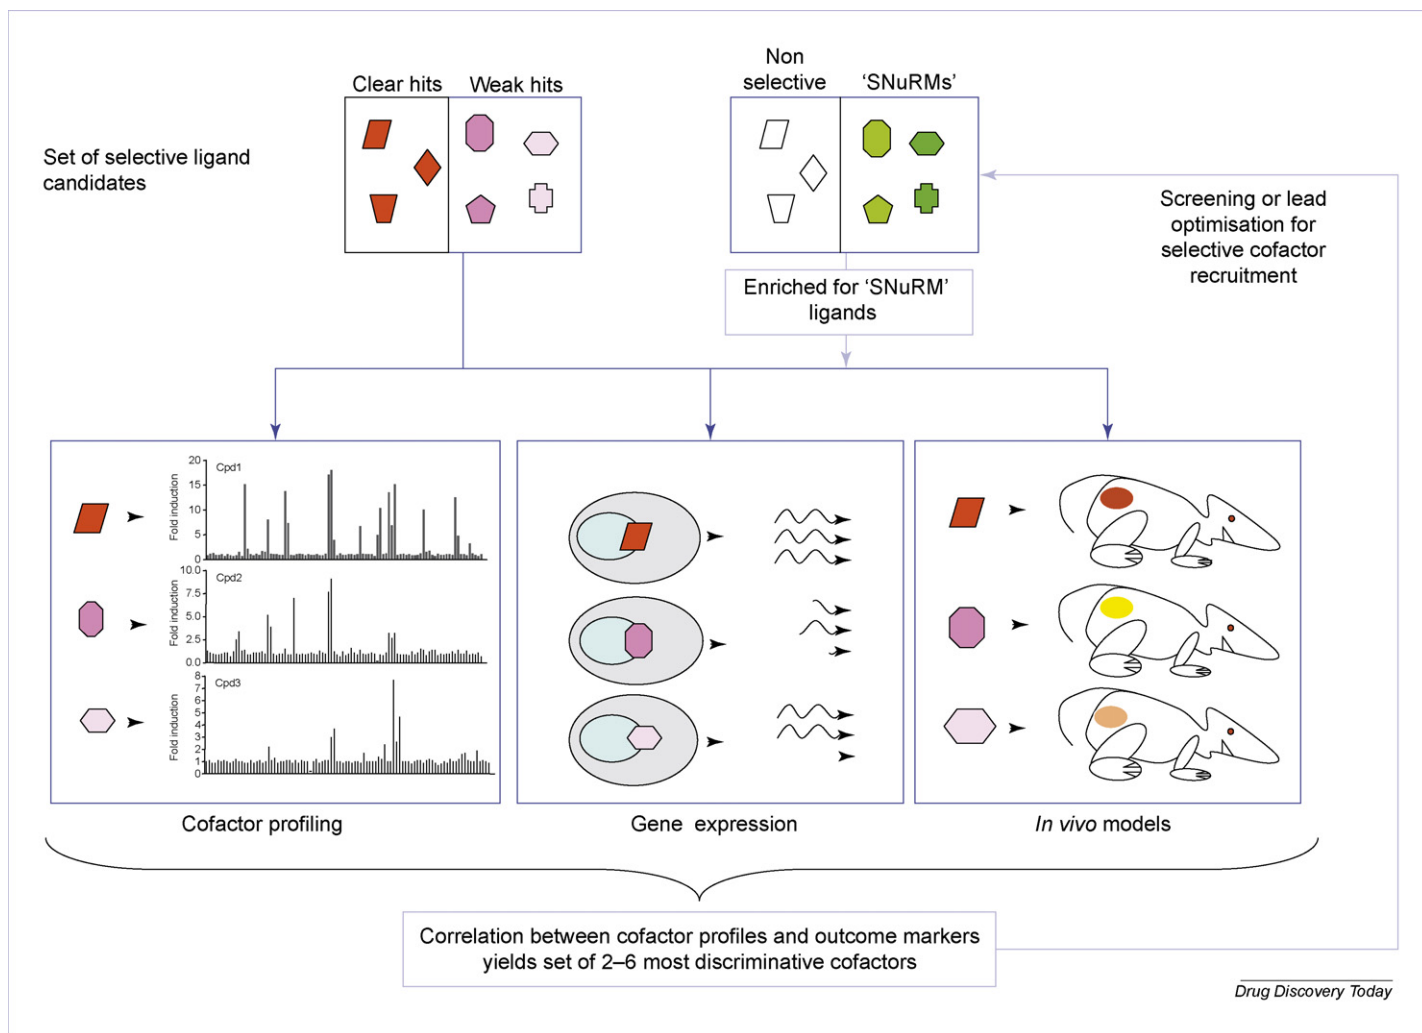 Clear hits
Weak hits
Non
selective
‘SNuRMs’
Set of selective ligand
candidates
Screening or lead
optimisation for
selective cofactor
recruitment
Enriched for ‘SNuRM’
ligands
Cpd1
Fold induction
20
15
10
5
0
Cpd2
Fold induction
10.0
7.5
5.0
2.5
0.0
Cpd3
Fold induction
8
7
6
5
4
3
2
1
0
Cofactor profiling
Gene expression
In vivo models
Correlation between cofactor profiles and outcome markers
yields set of 2–6 most discriminative cofactors
Drug Discovery Today